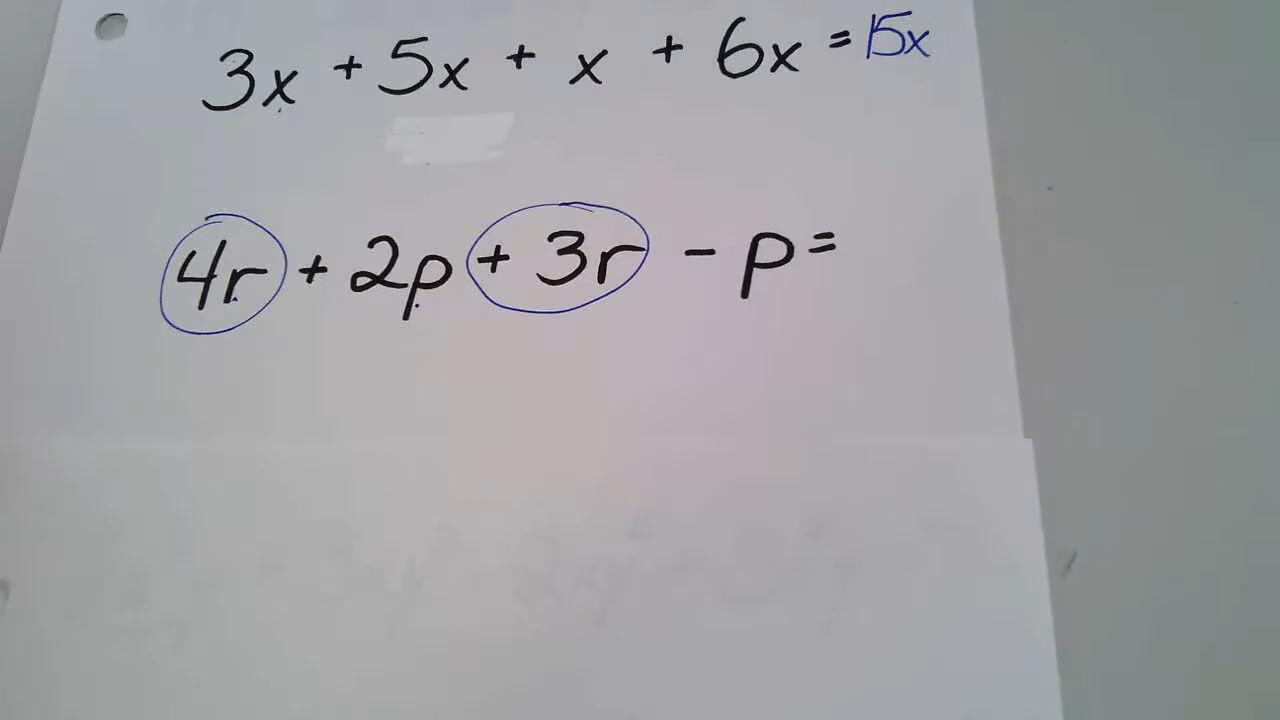 3x + 5x + x + 6x = 15x
4r + 2p + 3r - p =